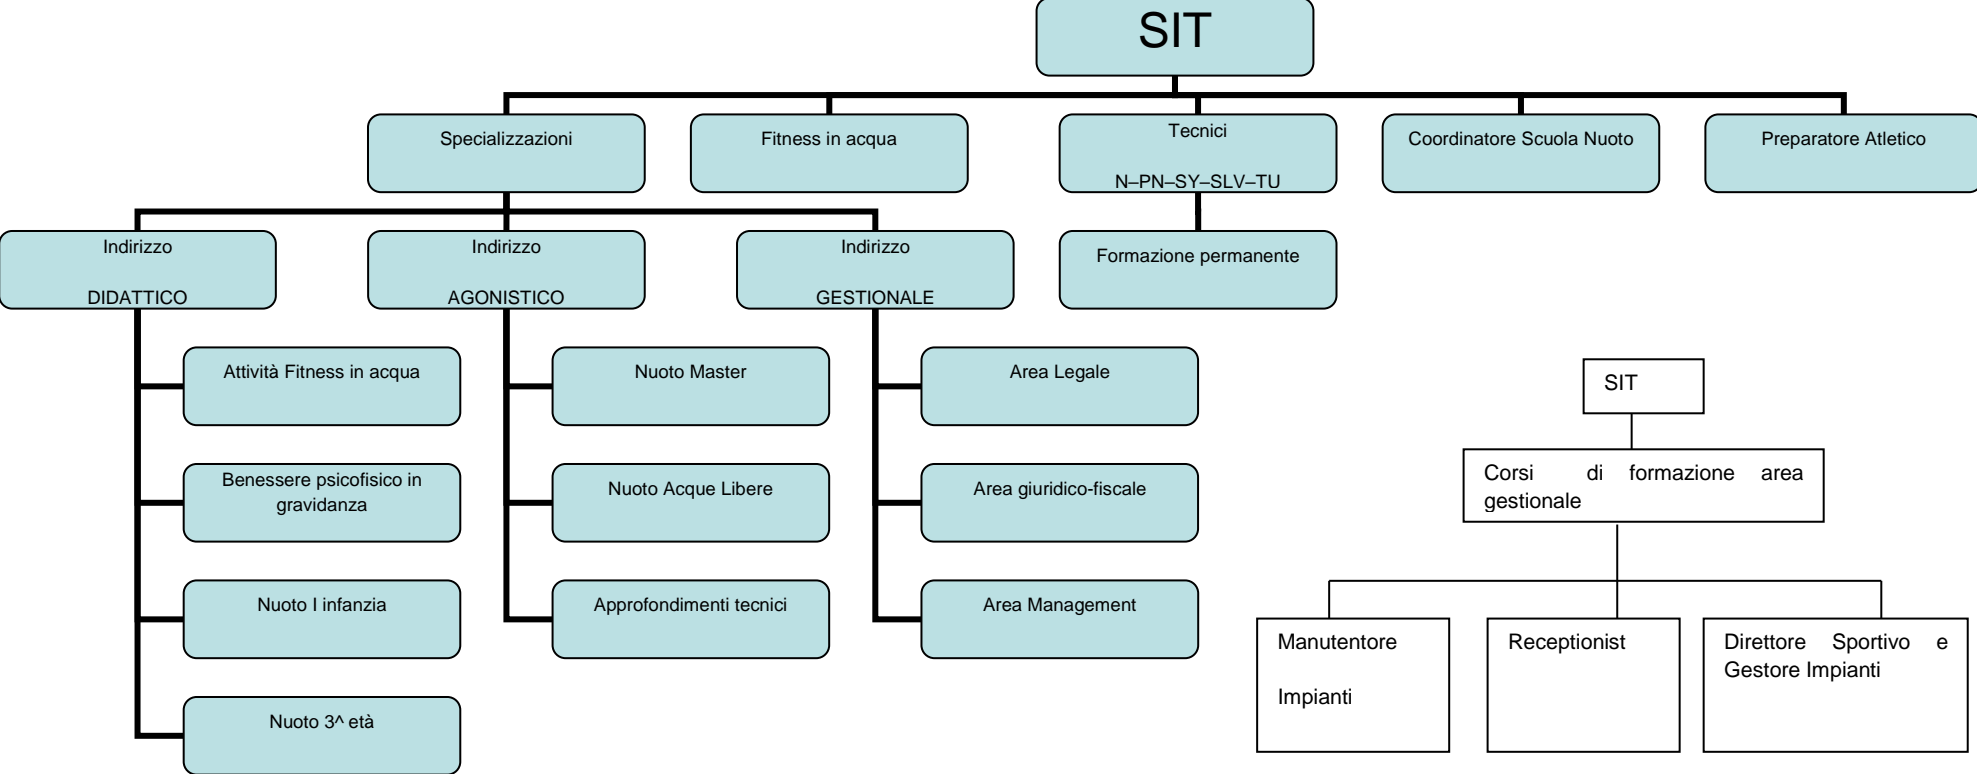 SIT
Specializzazioni
Fitness in acqua
Tecnici
N–PN–SY–SLV–TU
Coordinatore Scuola Nuoto
Preparatore Atletico
Indirizzo
DIDATTICO
Indirizzo
AGONISTICO
Indirizzo
GESTIONALE
Formazione permanente
Attività Fitness in acqua
Benessere psicofisico in
gravidanza
Nuoto I infanzia
Nuoto 3^ età
Nuoto Master
Nuoto Acque Libere
Approfondimenti tecnici
Area Legale
Area giuridico-fiscale
Area Management
SIT
Corsi di formazione area
gestionale
Manutentore
Impianti
Receptionist
Direttore Sportivo e
Gestore Impianti